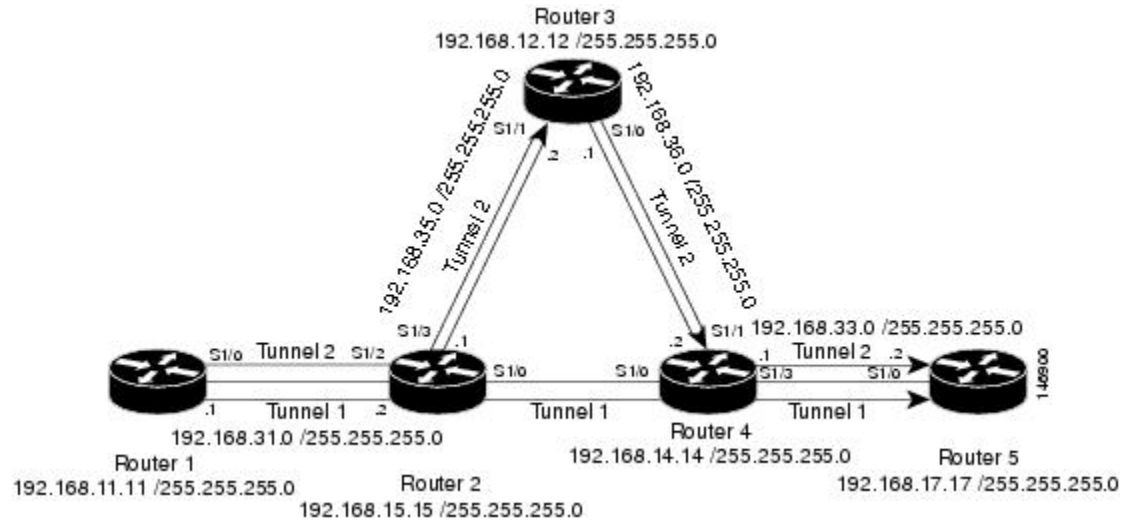 Router 3
192.168.12.12 /255.255.255.0
192.168.35.0 /255.255.255.0
192.168.36.0 /255.255.255.0
S1/1
S1/0
.2
.1
Tunnel 2
Tunnel 2
S1/3
.1
.2
S1/1
192.168.33.0 /255.255.255.0
S1/0
Tunnel 2
S1/2
S1/0
S1/0
.1
Tunnel 2
.2
S1/3
S1/0
146900
.1
Tunnel 1
.2
Tunnel 1
Tunnel 1
192.168.31.0 /255.255.255.0
Router 4
192.168.14.14 /255.255.255.0
Router 1
192.168.11.11 /255.255.255.0
Router 2
192.168.15.15 /255.255.255.0
Router 5
192.168.17.17 /255.255.255.0